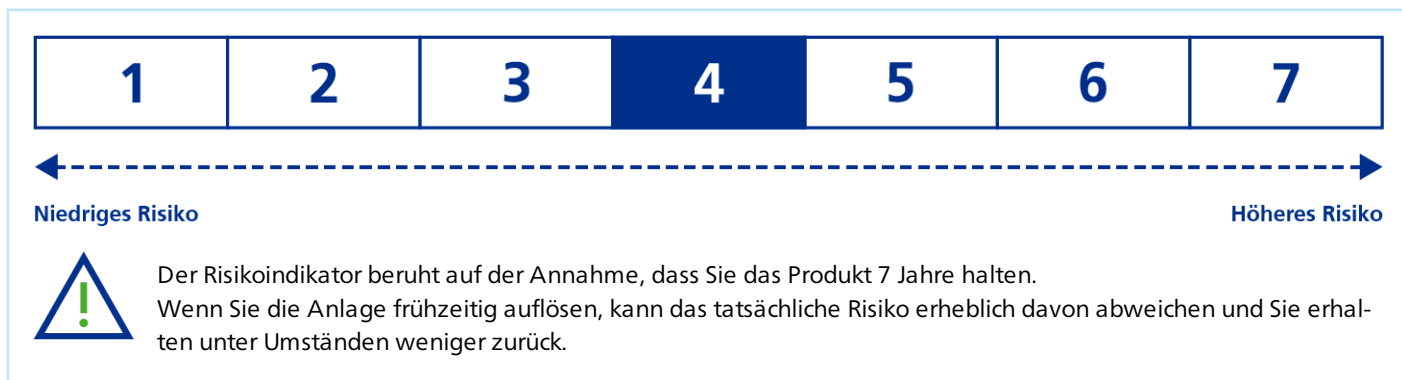 1 2 3 4 5 6 7
Niedriges Risiko Höheres Risiko
Der Risikoindikator beruht auf der Annahme, dass Sie das Produkt 7 Jahre halten.
Wenn Sie die Anlage frühzeitig auflösen, kann das tatsächliche Risiko erheblich davon abweichen und Sie erhal-
ten unter Umständen weniger zurück.